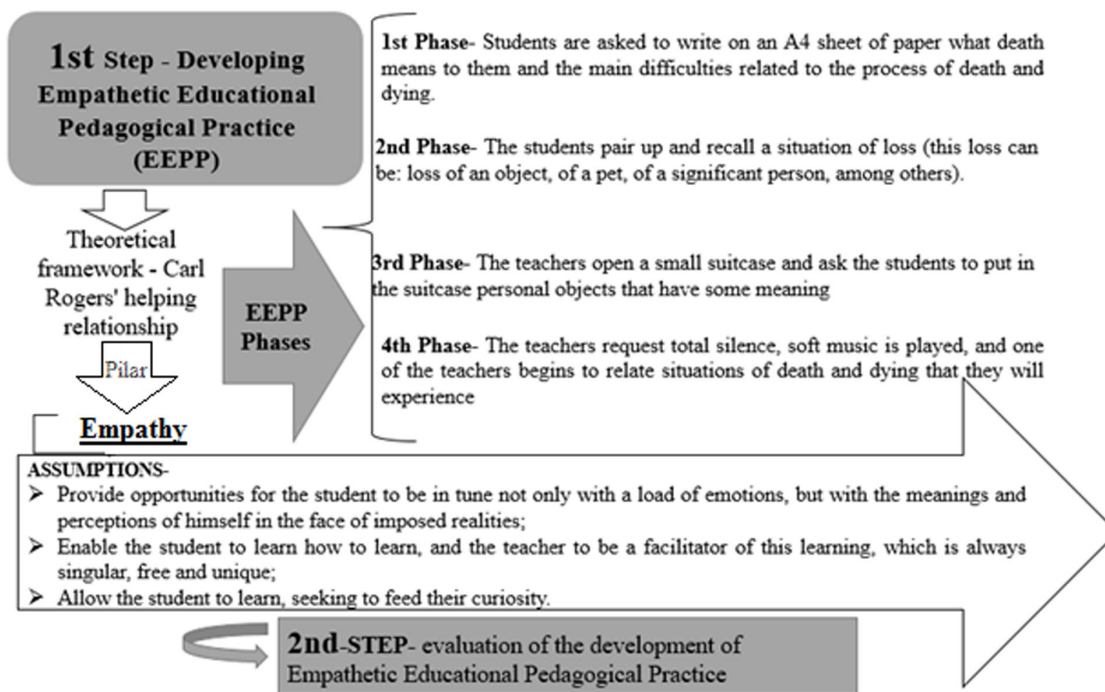 1st Step - Developing
Empathetic Educational
Pedagogical Practice
(EEPP)
Theoretical
framework - Carl
Rogers' helping
relationship
Pilar
Empathy
EEPP
Phases
1st Phase- Students are asked to write on an A4 sheet of paper what death
means to them and the main difficulties related to the process of death and
dying.
2nd Phase- The students pair up and recall a situation of loss (this loss can
be: loss of an object, of a pet, of a significant person, among others).
3rd Phase- The teachers open a small suitcase and ask the students to put in
the suitcase personal objects that have some meaning
4th Phase- The teachers request total silence, soft music is played, and one
of the teachers begins to relate situations of death and dying that they will
experience
ASSUMPTIONS-
➢ Provide opportunities for the student to be in tune not only with a load of emotions, but with the meanings and
perceptions of himself in the face of imposed realities;
➢ Enable the student to learn how to learn, and the teacher to be a facilitator of this learning, which is always
singular, free and unique;
➢ Allow the student to learn, seeking to feed their curiosity.
2nd-STEP- evaluation of the development of
Empathetic Educational Pedagogical Practice